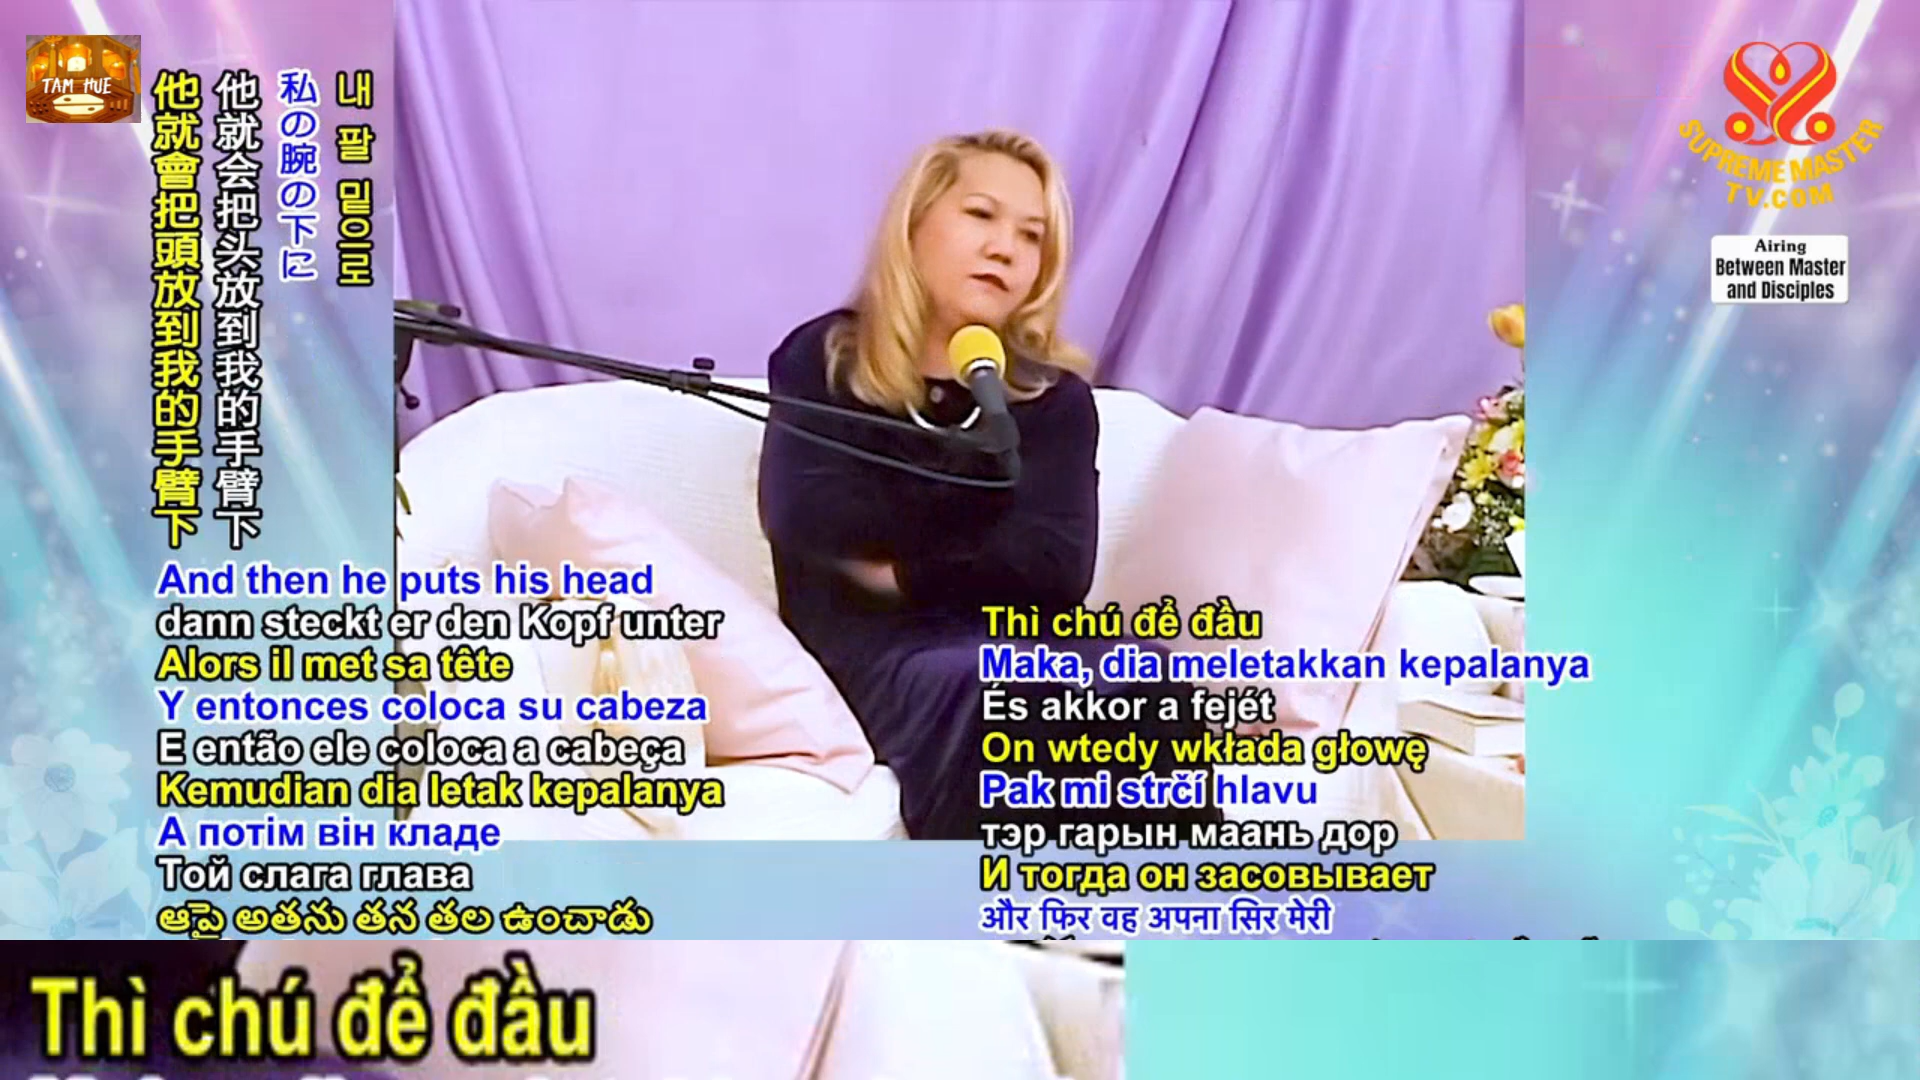 TAM HUE
他就會把頭放到我的手臂下
他就会把头放到我的手臂下
私の腕の下に
내 팔 밑으로
SUPREME MASTER
TV.COM
Airing
Between Master
and Disciples
And then he puts his head
dann steckt er den Kopf unter
Alors il met sa tête
Y entonces coloca su cabeza
E então ele coloca a cabeça
Kemudian dia letak kepalanya
А потім він кладе
Той слага глава
ఆపై అతను తన తల ఉంచాడు
Thì chú để đầu
Maka, dia meletakkan kepalanya
És akkor a fejét
On wtedy wkłada głowę
Pak mi strčí hlavu
тэр гарын маань дор
И тогда он засовывает
और फिर वह अपना सिर मेरी
Thì chú để đầu